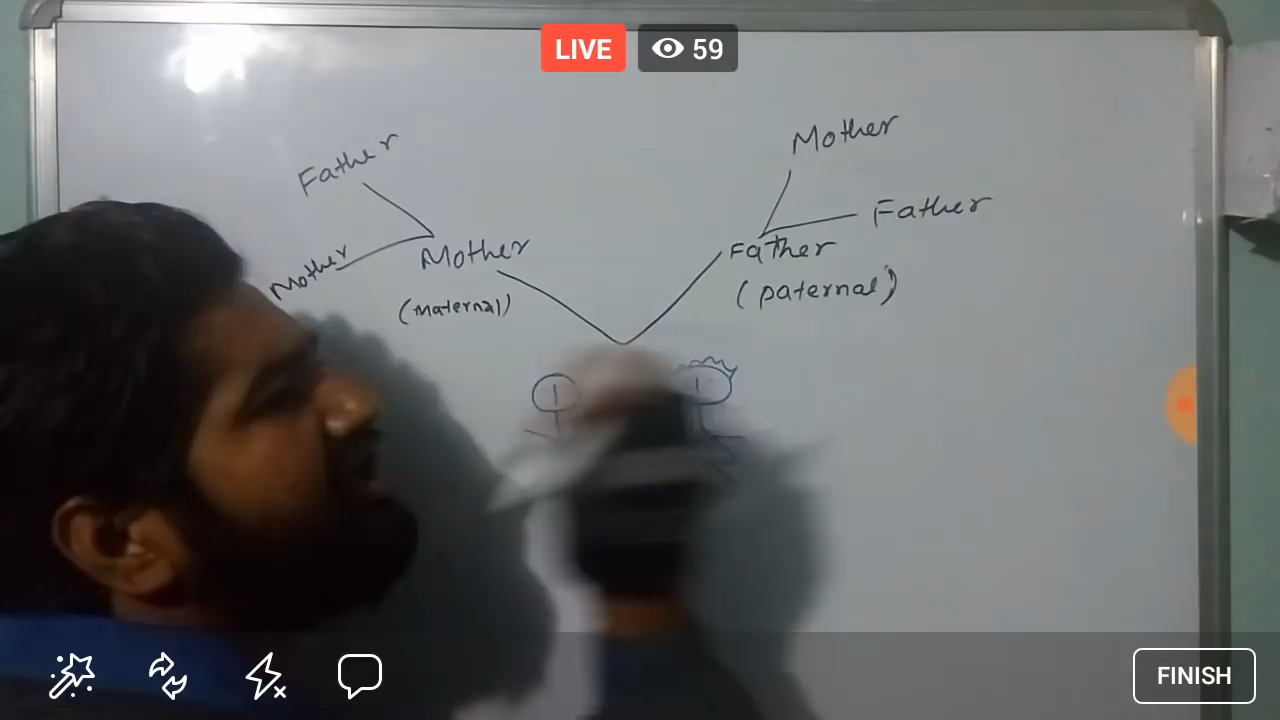 LIVE 59
Mother
Father
Father
Mother
Mother
Father
(Maternal)
(paternal)
FINISH